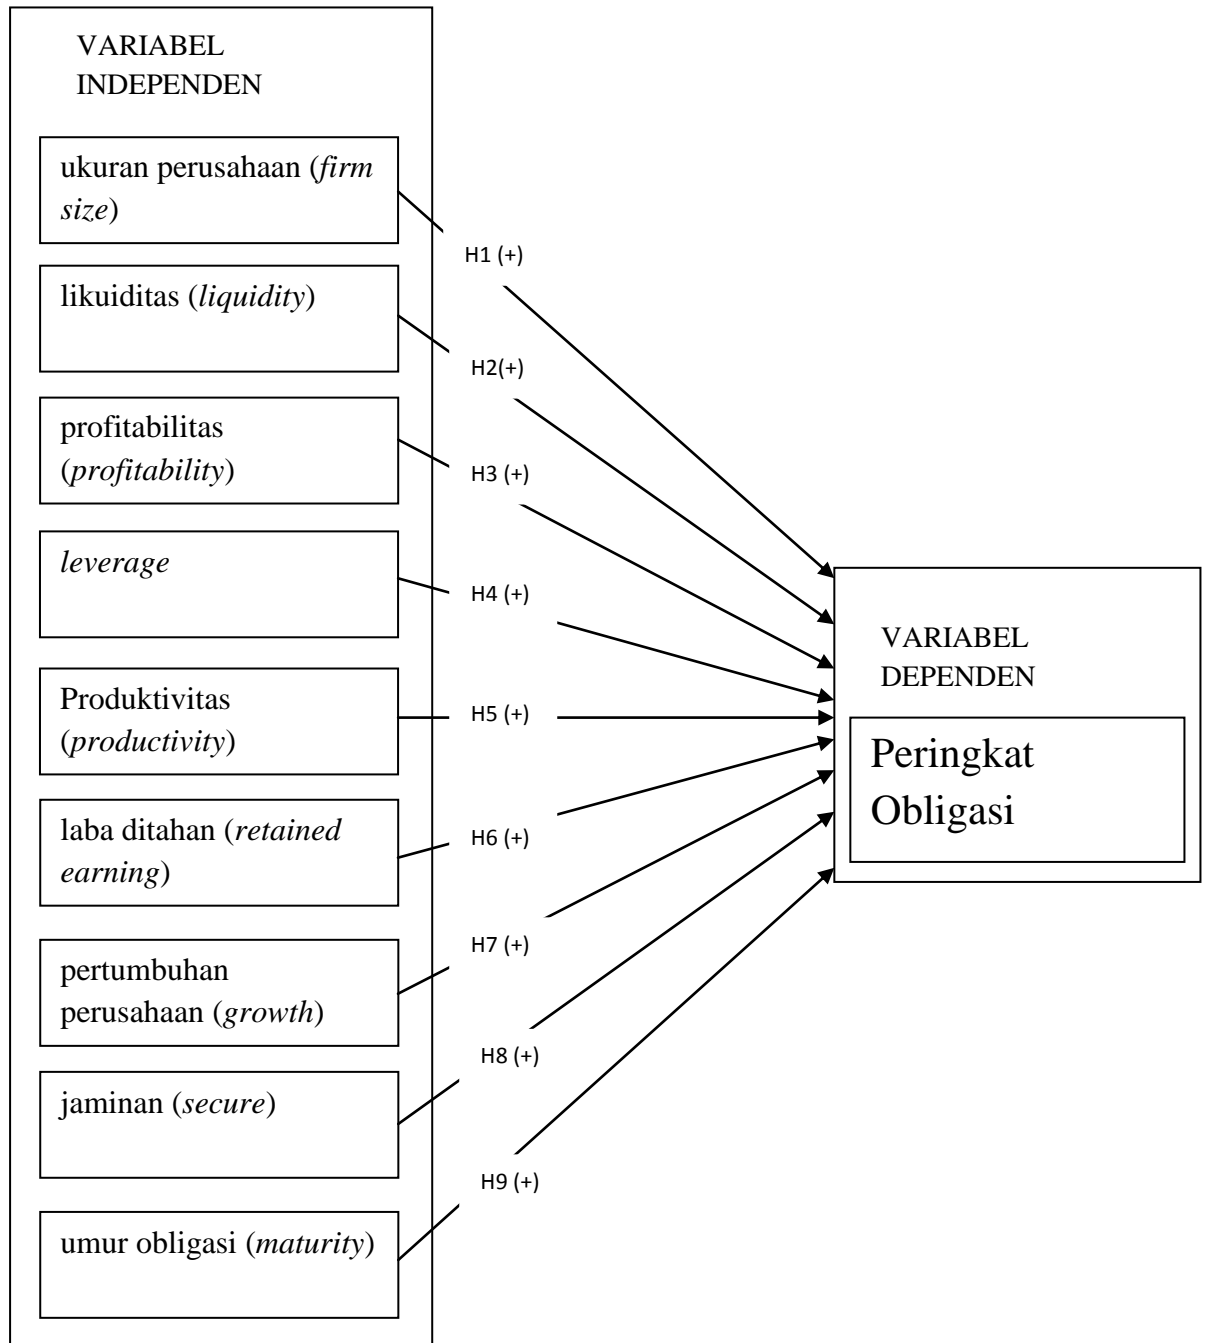 VARIABEL
INDEPENDEN
ukuran perusahaan (firm
size)
H1 (+)
likuiditas (liquidity)
H2(+)
profitabilitas
(profitability)
H3 (+)
leverage
H4 (+)
Produktivitas
(productivity)
H5 (+)
laba ditahan (retained
earning)
H6 (+)
pertumbuhan
perusahaan (growth)
H7 (+)
jaminan (secure)
H8 (+)
umur obligasi (maturity)
H9 (+)
VARIABEL
DEPENDEN
Peringkat
Obligasi